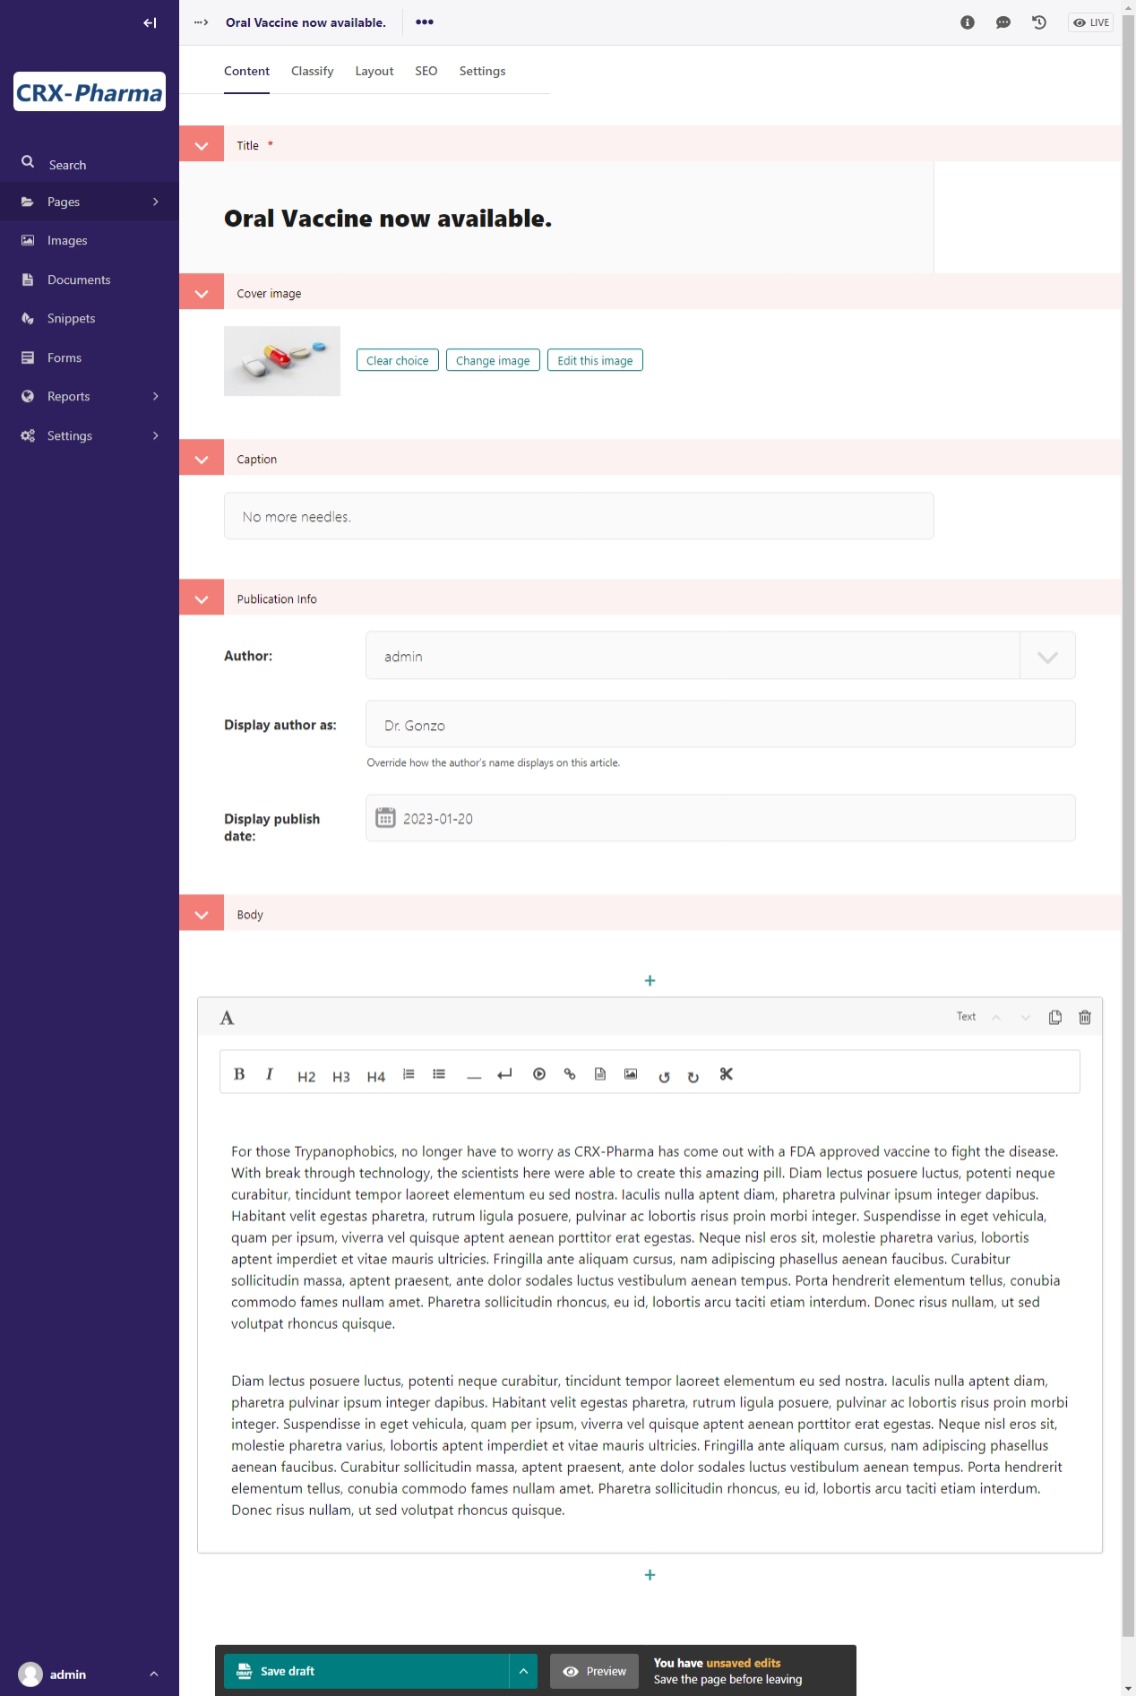 Oral Vaccine now available.
LIVE
CRX-Pharma
Content Classify Layout SEO Settings
Search
Pages
Images
Documents
Snippets
Forms
Reports
Settings
Title *
Oral Vaccine now available.
Cover image
Clear choice Change image Edit this image
Caption
No more needles.
Publication Info
Author: admin
Display author as: Dr. Gonzo
Override how the author's name displays on this article.
Display publish
date:
2023-01-20
Body
+
A Text
B I H2 H3 H4
For those Trypanophobics, no longer have to worry as CRX-Pharma has come out with a FDA approved vaccine to fight the disease.
With break through technology, the scientists here were able to create this amazing pill. Diam lectus posuere luctus, potenti neque
curabitur, tincidunt tempor laoreet elementum eu sed nostra. Iaculis nulla aptent diam, pharetra pulvinar ipsum integer dapibus.
Habitant velit egestas pharetra, rutrum ligula posuere, pulvinar ac lobortis risus proin morbi integer. Suspendisse in eget vehicula,
quam per ipsum, viverra vel quisque aptent aenean porttitor erat egestas. Neque nisl eros sit, molestie pharetra varius, lobortis
aptent imperdiet et vitae mauris ultricies. Fringilla ante aliquam cursus, nam adipiscing phasellus aenean faucibus. Curabitur
sollicitudin massa, aptent praesent, ante dolor sodales luctus vestibulum aenean tempus. Porta hendrerit elementum tellus, conubia
commodo fames nullam amet. Pharetra sollicitudin rhoncus, eu id, lobortis arcu taciti etiam interdum. Donec risus nullam, ut sed
volutpat rhoncus quisque.
Diam lectus posuere luctus, potenti neque curabitur, tincidunt tempor laoreet elementum eu sed nostra. Iaculis nulla aptent diam,
pharetra pulvinar ipsum integer dapibus. Habitant velit egestas pharetra, rutrum ligula posuere, pulvinar ac lobortis risus proin morbi
integer. Suspendisse in eget vehicula, quam per ipsum, viverra vel quisque aptent aenean porttitor erat egestas. Neque nisl eros sit,
molestie pharetra varius, lobortis aptent imperdiet et vitae mauris ultricies. Fringilla ante aliquam cursus, nam adipiscing phasellus
aenean faucibus. Curabitur sollicitudin massa, aptent praesent, ante dolor sodales luctus vestibulum aenean tempus. Porta hendrerit
elementum tellus, conubia commodo fames nullam amet. Pharetra sollicitudin rhoncus, eu id, lobortis arcu taciti etiam interdum.
Donec risus nullam, ut sed volutpat rhoncus quisque.
+
admin
Save draft Preview
You have unsaved edits
Save the page before leaving